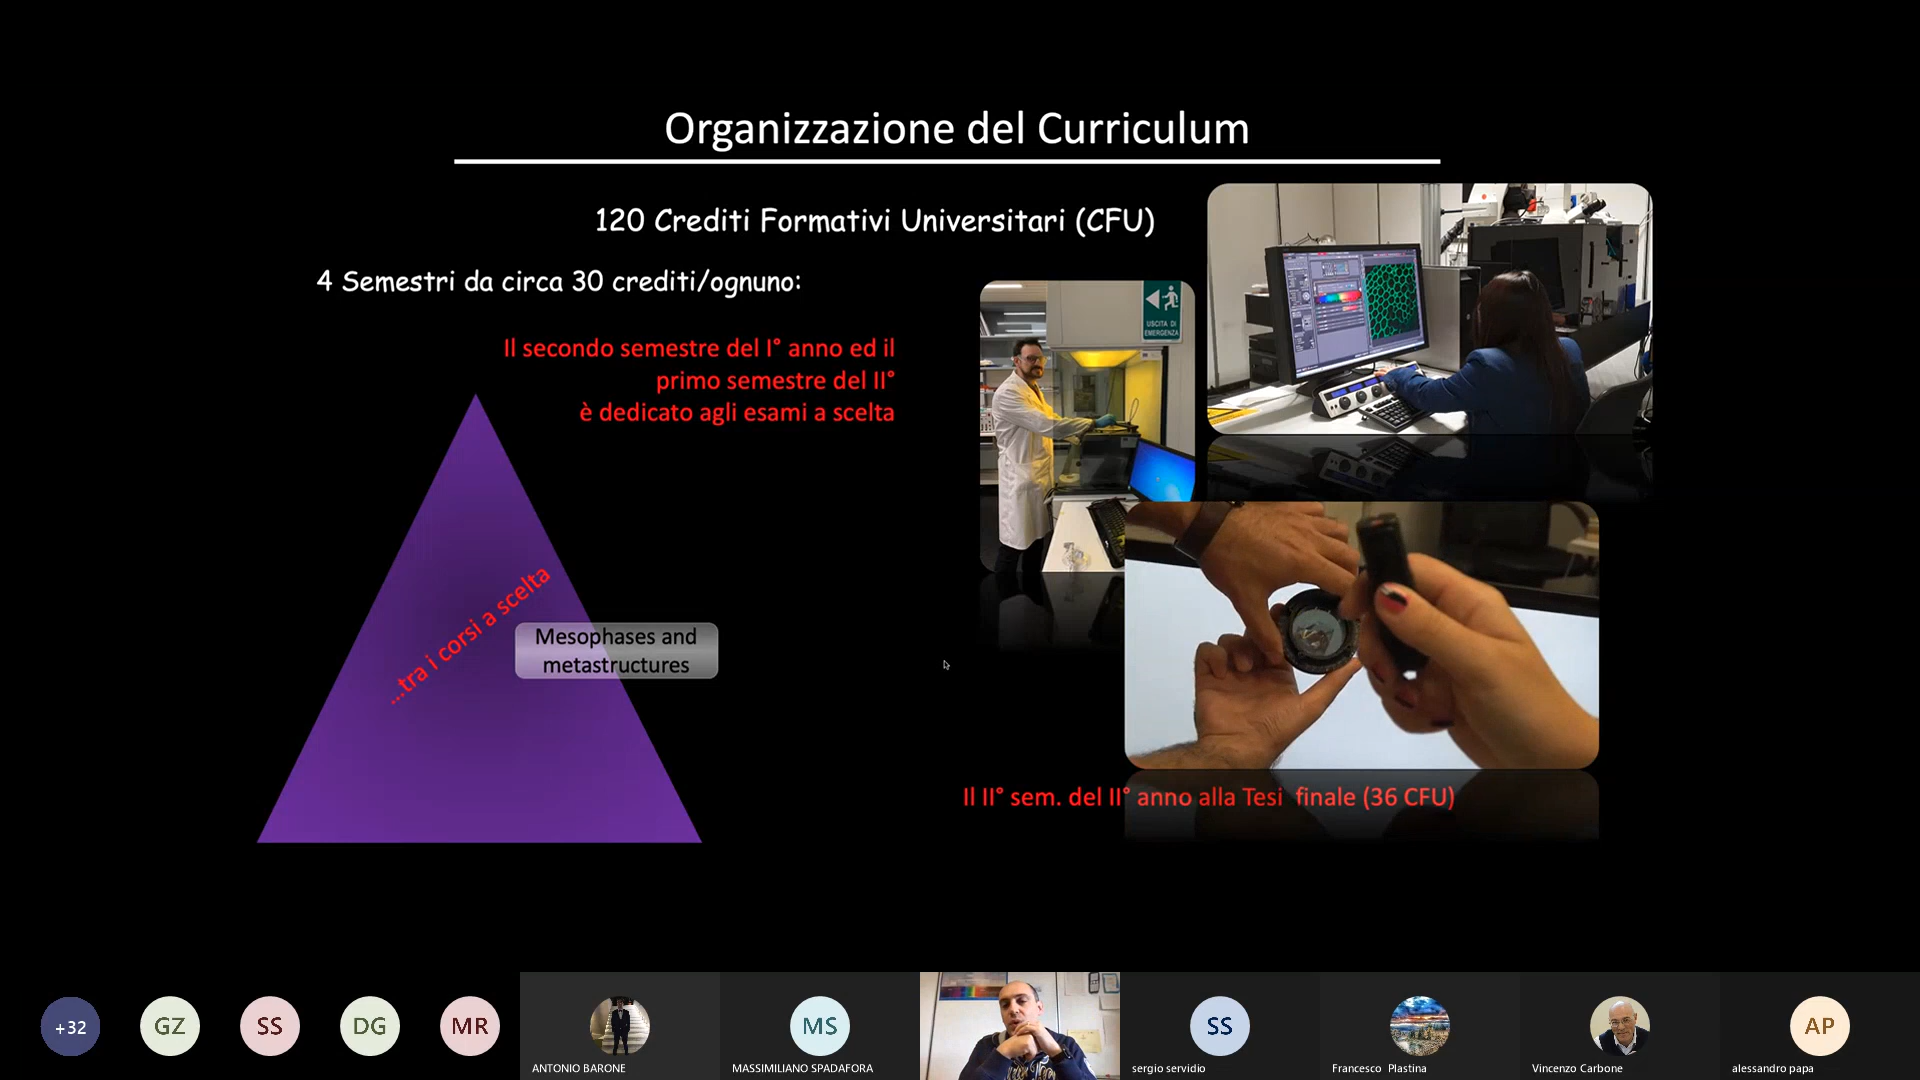 Organizzazione del Curriculum
120 Crediti Formativi Universitari (CFU)
4 Semestri da circa 30 crediti/ognuno:
Il secondo semestre del I° anno ed il
primo semestre del II°
è dedicato agli esami a scelta
USCITA DI
EMERGENZA
...tra i corsi a scelta
Mesophases and
metastructures
Il II° sem. del II° anno alla Tesi finale (36 CFU)
+32
GZ
SS
DG
MR
ANTONIO BARONE
MS
MASSIMILIANO SPADAFORA
SS
sergio servidio
Francesco Plastina
Vincenzo Carbone
AP
alessandro papa